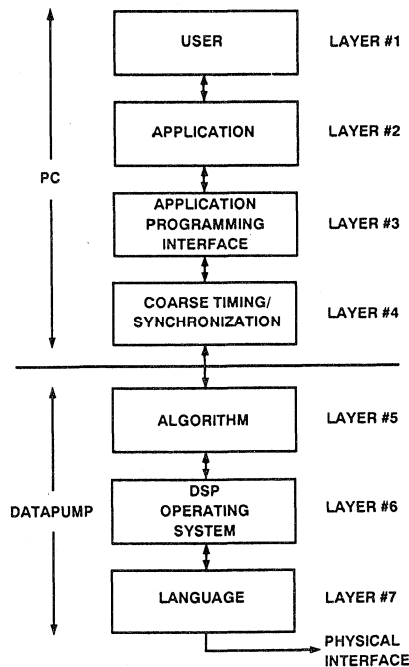 USER
LAYER #1
APPLICATION
LAYER #2
PC
APPLICATION
PROGRAMMING
INTERFACE
LAYER #3
COARSE TIMING/
SYNCHRONIZATION
LAYER #4
ALGORITHM
LAYER #5
DATAPUMP
DSP
OPERATING
SYSTEM
LAYER #6
LANGUAGE
LAYER #7
PHYSICAL
INTERFACE